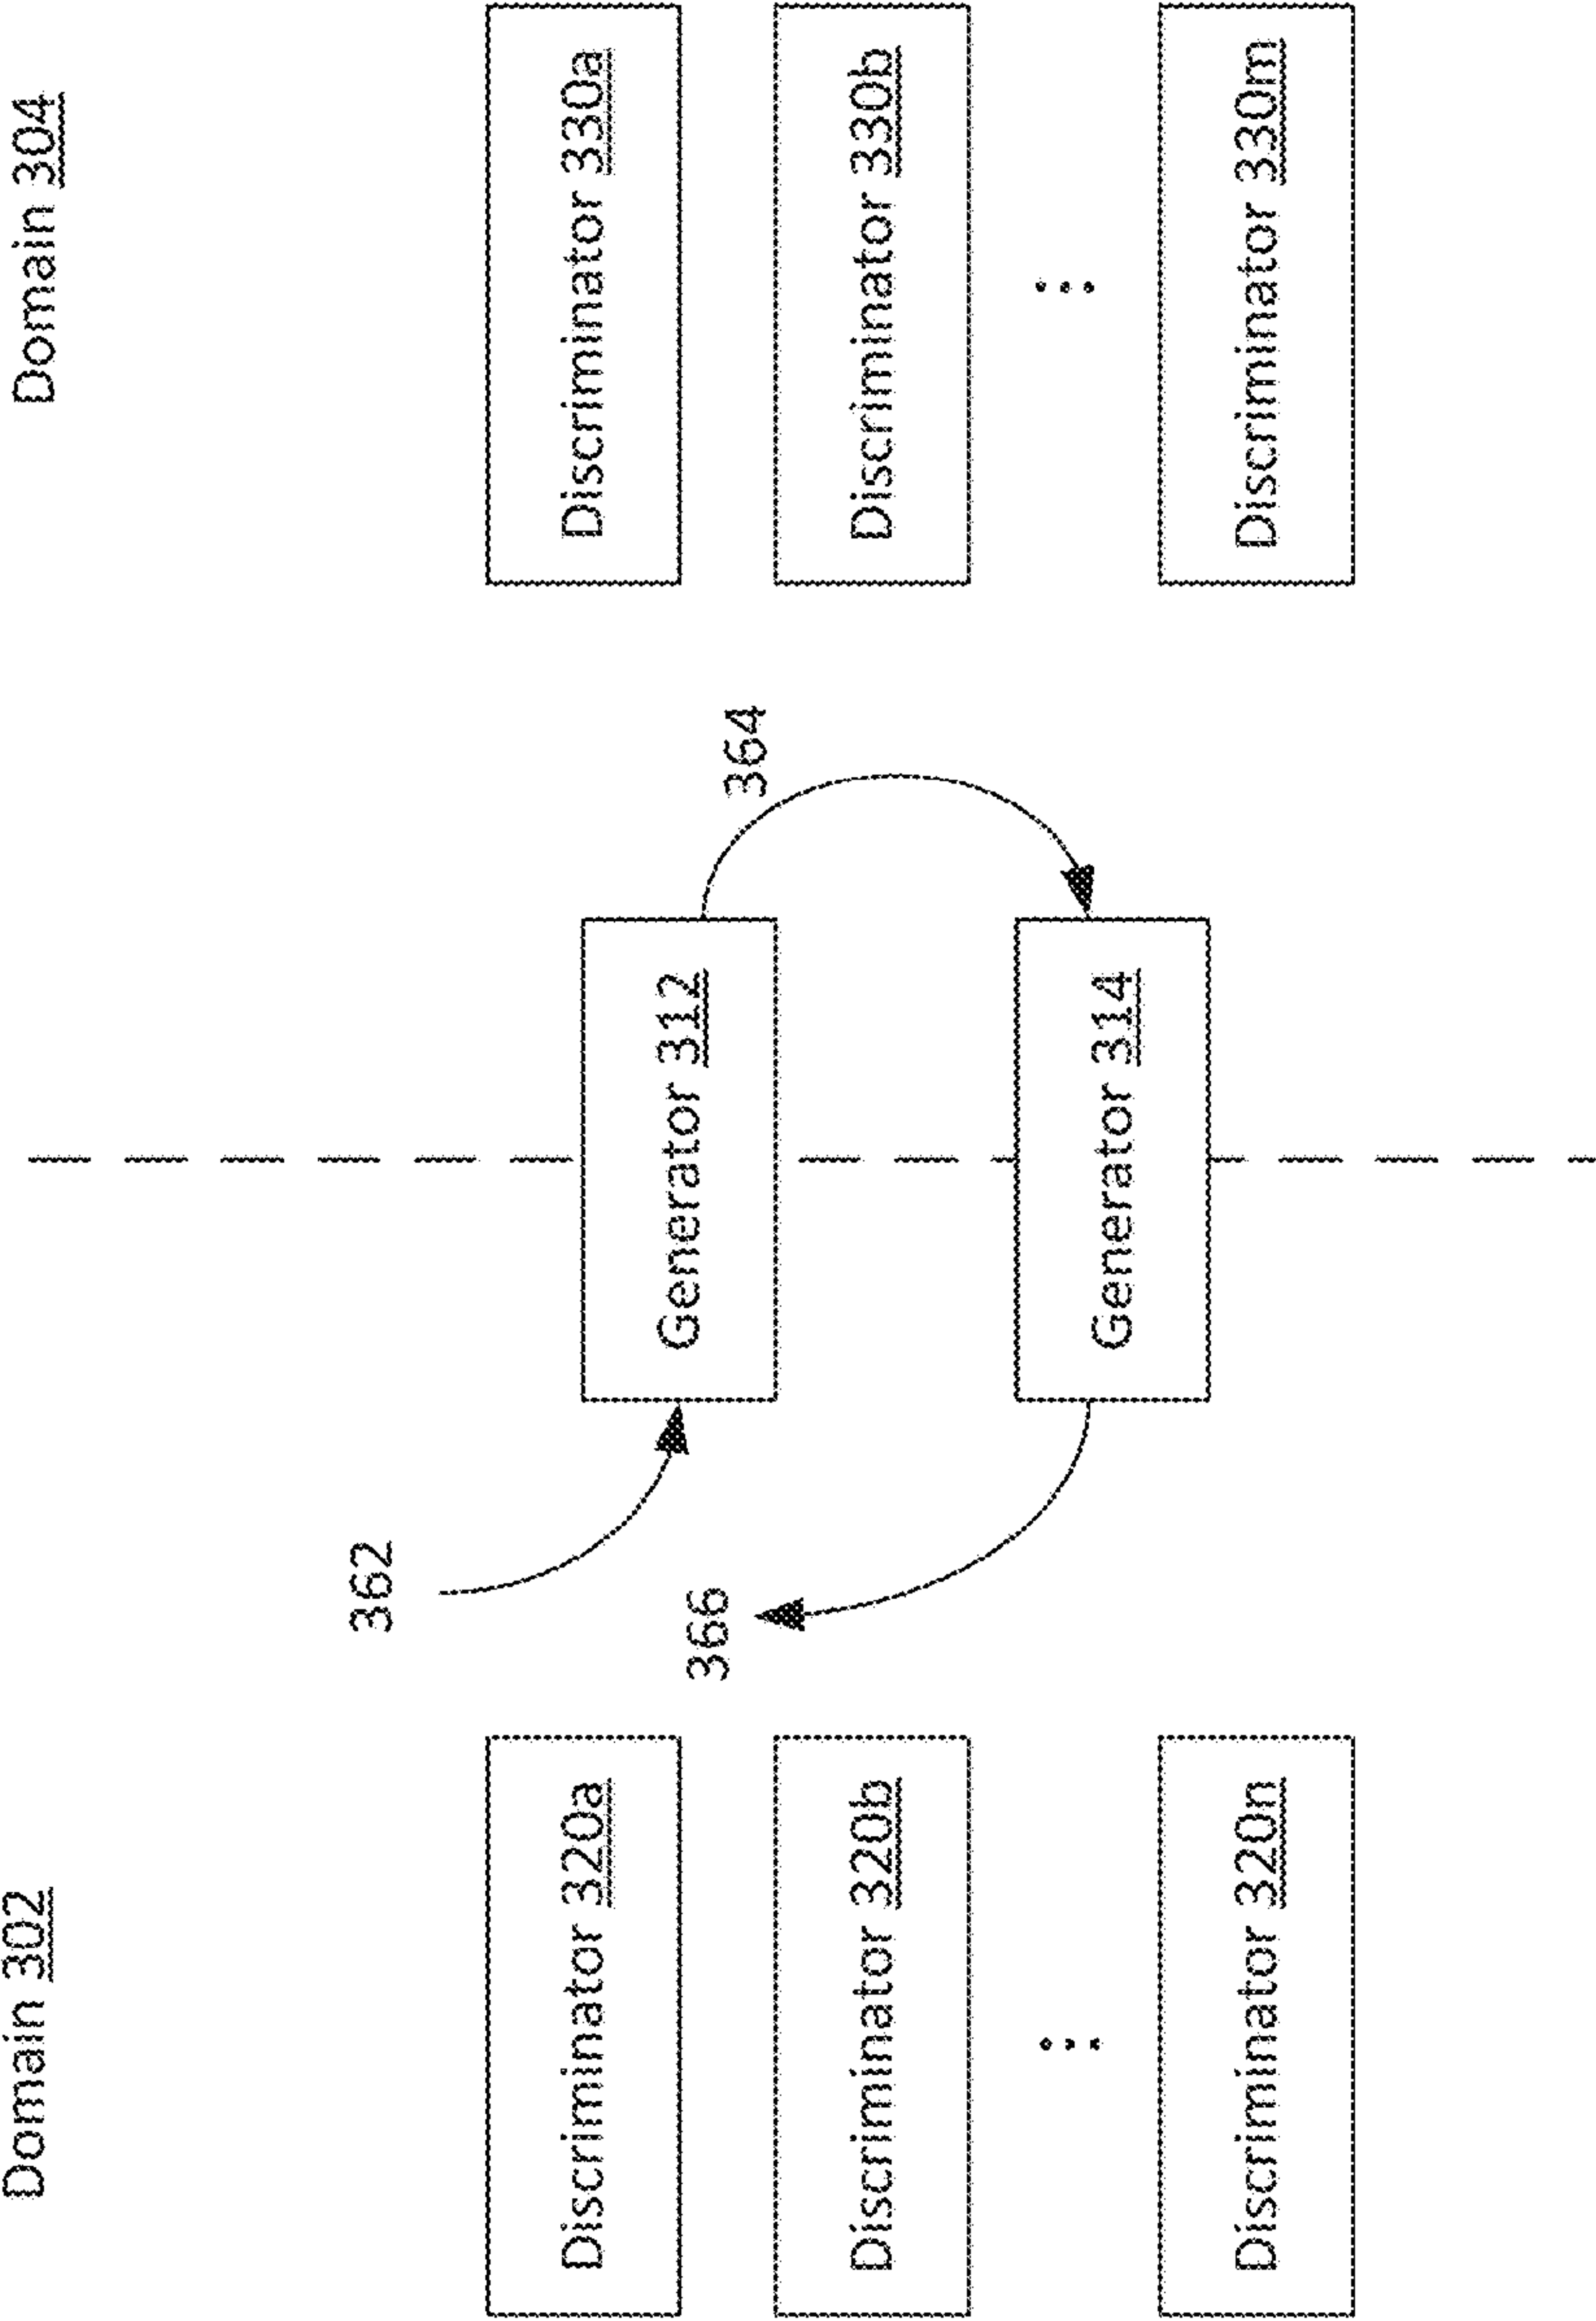 Domain 302
Domain 304
362
Discriminator 320a
Discriminator 330a
Generator 312
366
364
Discriminator 320b
Discriminator 330b
Generator 314
Discriminator 320n
Discriminator 330m